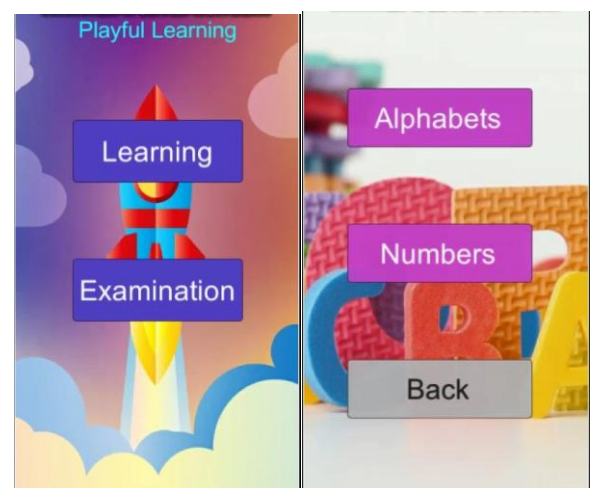 Playful Learning
Learning
Examination
Alphabets
Numbers
Back